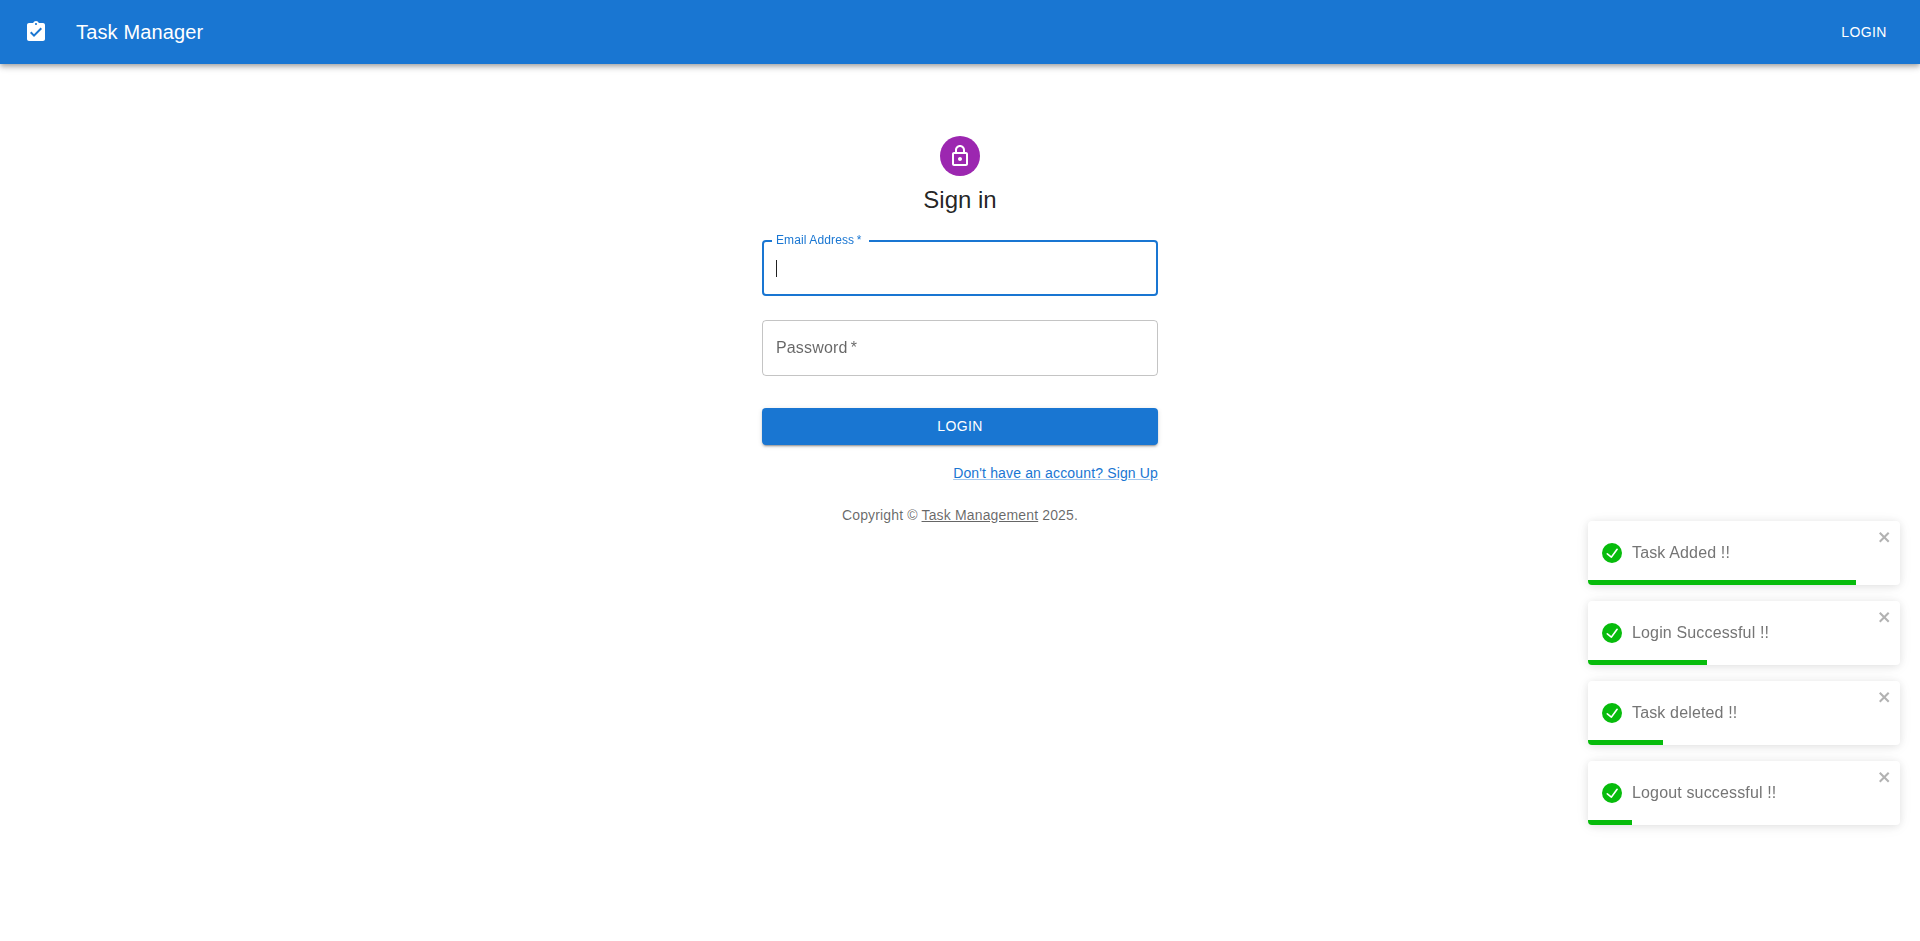 Task Manager
LOGIN
Sign in
Email Address *
Password *
LOGIN
Don't have an account? Sign Up
Copyright © Task Management 2025.
Task Added !!
Login Successful !!
Task deleted !!
Logout successful !!